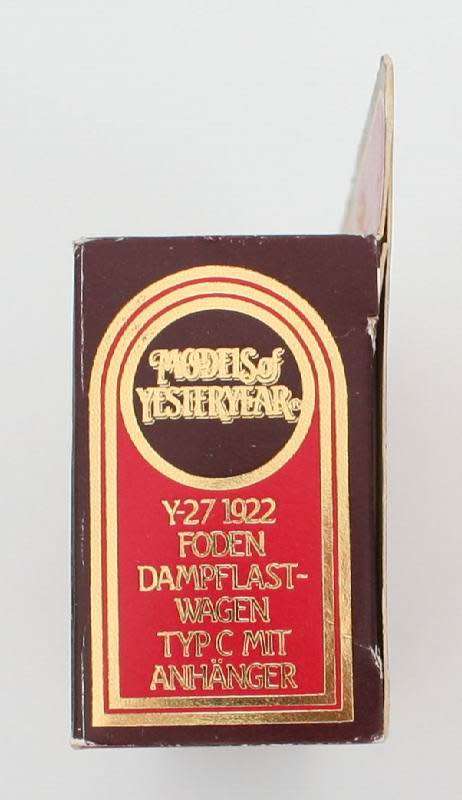 MODELS of
YESTERYEAR®
Y-27 1922
FODEN
DAMPFLAST-
WAGEN
TYP C MIT
ANHÄNGER